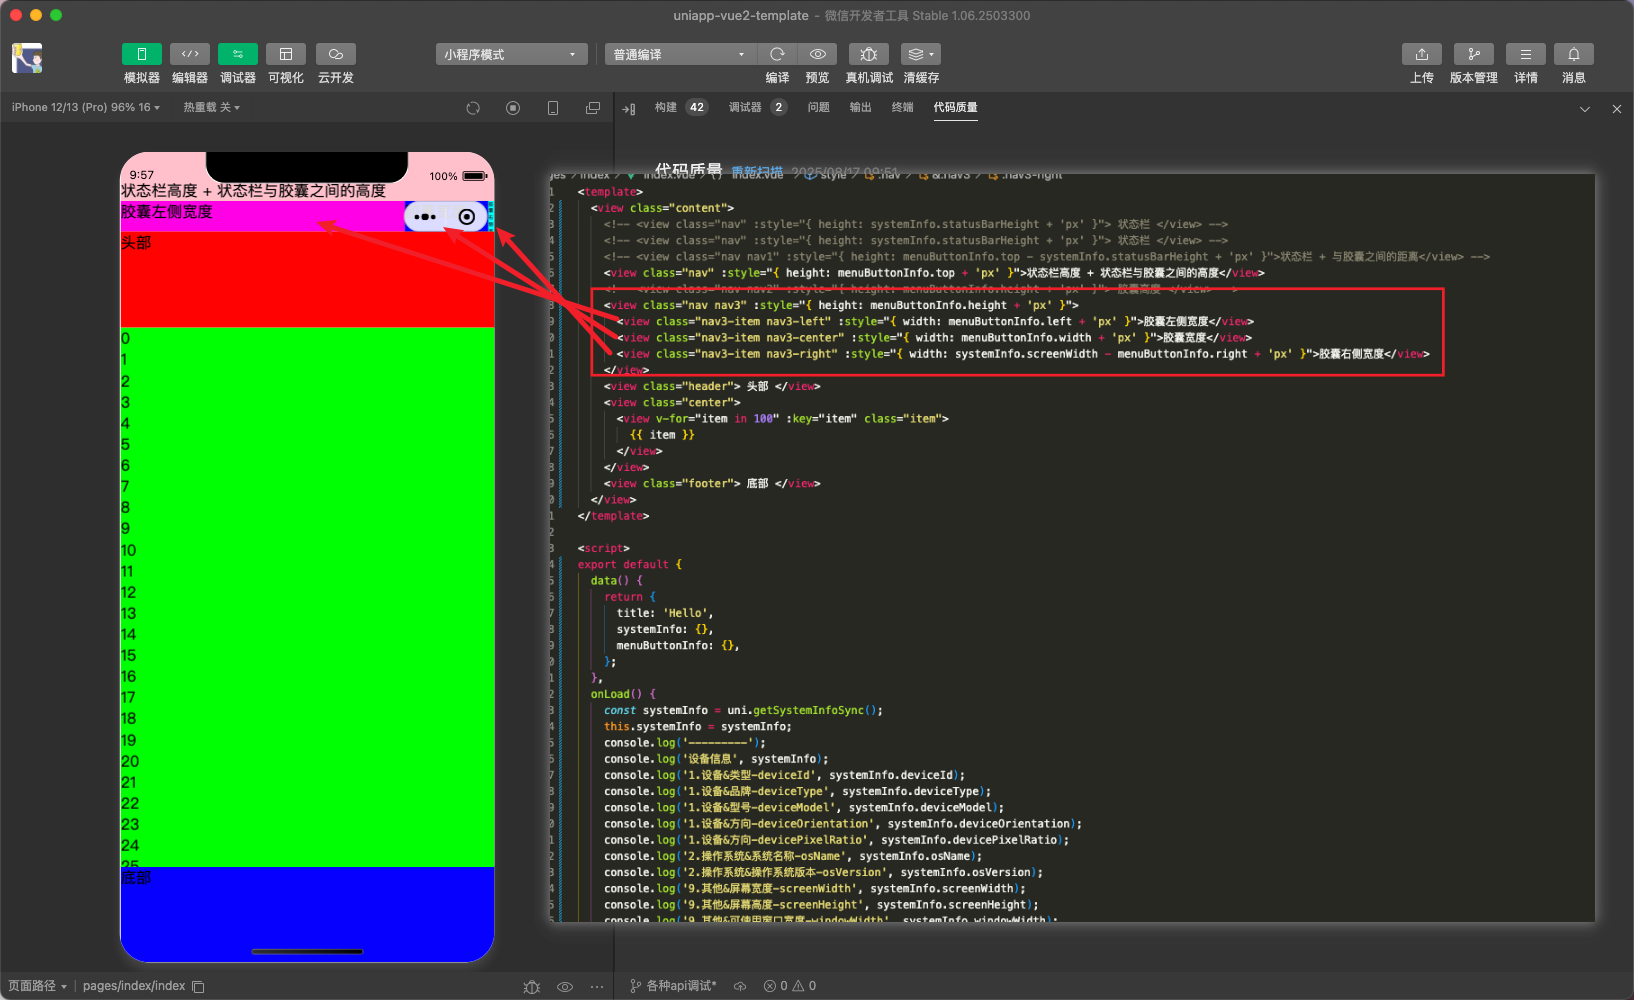 uniapp-vue2-template - 微信开发者工具 Stable 1.06.2503300
模拟器 编辑器 调试器 可视化 云开发
小程序模式 普通编译
编译 预览 真机调试 清缓存
上传 版本管理 详情 消息
iPhone 12/13 (Pro) 96% 16 热重载 关
构建 42 调试器 2 问题 输出 终端 代码质量
9:57 100%
状态栏高度 + 状态栏与胶囊之间的高度
胶囊左侧宽度
头部
0
1
2
3
4
5
6
7
8
9
10
11
12
13
14
15
16
17
18
19
20
21
22
23
24
25
底部
代码质量 重新扫描 2025/08/17 09:51
index.vue style .nav &.nav3 .nav3-right
<template>
<view class="content">
<!-- <view class="nav" :style="{ height: systemInfo.statusBarHeight + 'px' }"> 状态栏 </view> -->
<!-- <view class="nav" :style="{ height: systemInfo.statusBarHeight + 'px' }"> 状态栏 </view> -->
<!-- <view class="nav nav1" :style="{ height: menuButtonInfo.top - systemInfo.statusBarHeight + 'px' }">状态栏 + 与胶囊之间的距离</view> -->
<view class="nav" :style="{ height: menuButtonInfo.top + 'px' }">状态栏高度 + 状态栏与胶囊之间的高度</view>
<!-- <view class="nav nav2" :style="{ height: menuButtonInfo.height + 'px' }"> 胶囊高度 </view> -->
<view class="nav nav3" :style="{ height: menuButtonInfo.height + 'px' }">
<view class="nav3-item nav3-left" :style="{ width: menuButtonInfo.left + 'px' }">胶囊左侧宽度</view>
<view class="nav3-item nav3-center" :style="{ width: menuButtonInfo.width + 'px' }">胶囊宽度</view>
<view class="nav3-item nav3-right" :style="{ width: systemInfo.screenWidth - menuButtonInfo.right + 'px' }">胶囊右侧宽度</view>
</view>
<view class="header"> 头部 </view>
<view class="center">
<view v-for="item in 100" :key="item" class="item">
{{ item }}
</view>
</view>
<view class="footer"> 底部 </view>
</view>
</template>
<script>
export default {
data() {
return {
title: 'Hello',
systemInfo: {},
menuButtonInfo: {},
};
},
onLoad() {
const systemInfo = uni.getSystemInfoSync();
this.systemInfo = systemInfo;
console.log('---------');
console.log('设备信息', systemInfo);
console.log('1.设备&类型-deviceId', systemInfo.deviceId);
console.log('1.设备&品牌-deviceType', systemInfo.deviceType);
console.log('1.设备&型号-deviceModel', systemInfo.deviceModel);
console.log('1.设备&方向-deviceOrientation', systemInfo.deviceOrientation);
console.log('1.设备&方向-devicePixelRatio', systemInfo.devicePixelRatio);
console.log('2.操作系统&系统名称-osName', systemInfo.osName);
console.log('2.操作系统&操作系统版本-osVersion', systemInfo.osVersion);
console.log('9.其他&屏幕宽度-screenWidth', systemInfo.screenWidth);
console.log('9.其他&屏幕高度-screenHeight', systemInfo.screenHeight);
console.log('9.其他&可使用窗口宽度-windowWidth', systemInfo.windowWidth);
页面路径 pages/index/index 各种api调试* 0 0